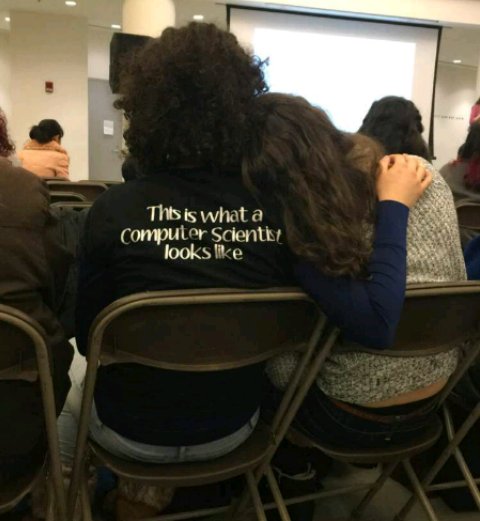 This is what a
Computer Scientist
looks like